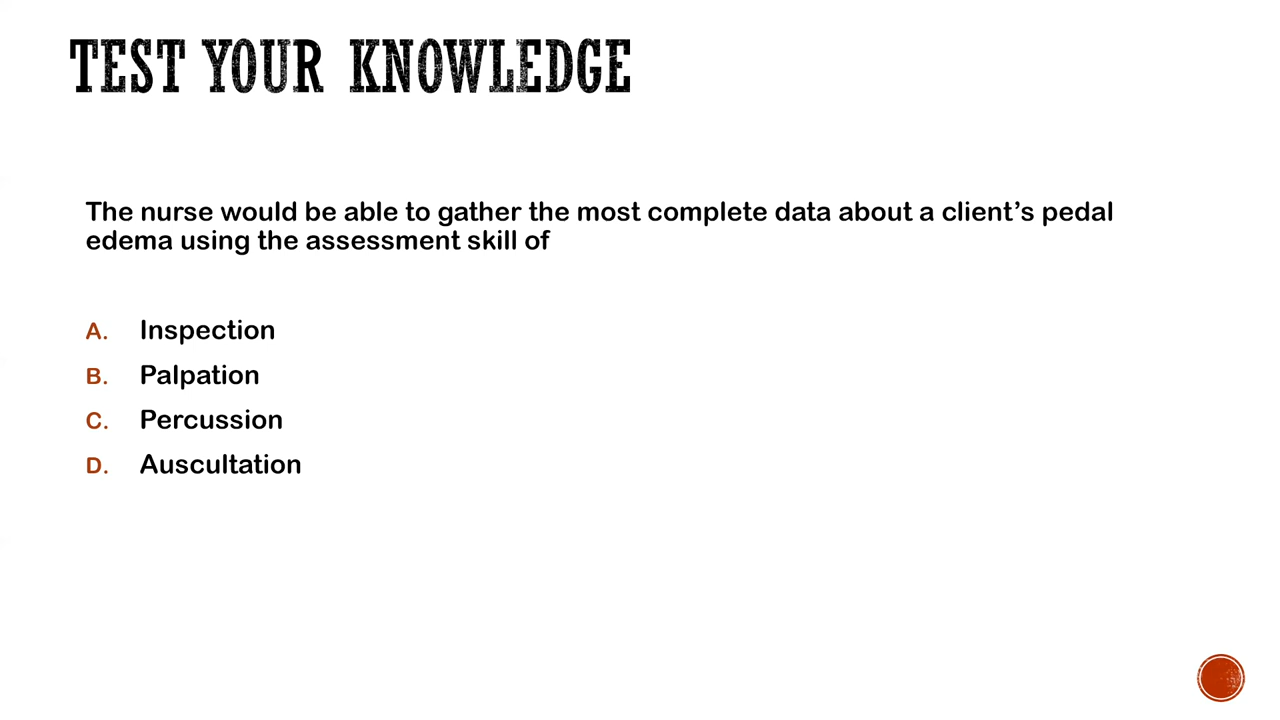 TEST YOUR KNOWLEDGE
The nurse would be able to gather the most complete data about a client’s pedal
edema using the assessment skill of
A. Inspection
B. Palpation
C. Percussion
D. Auscultation